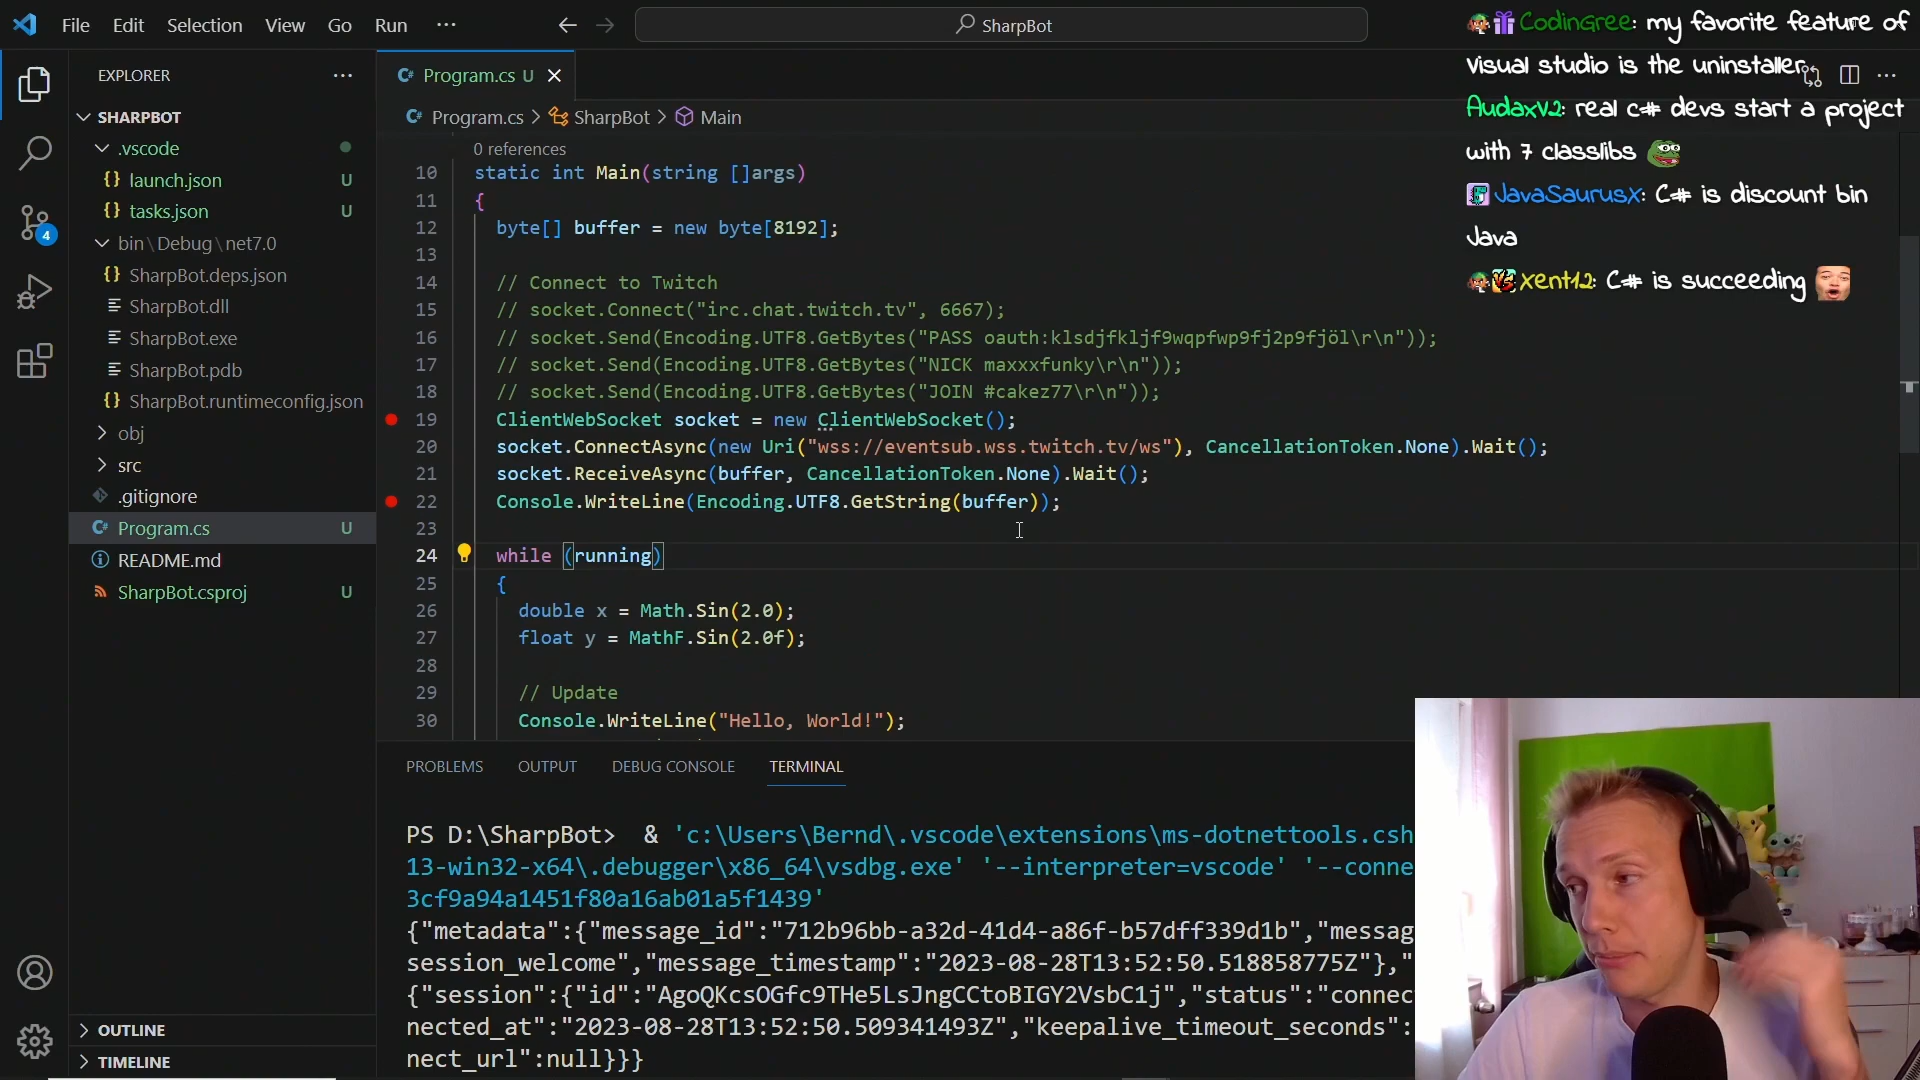 File Edit Selection View Go Run ···
SharpBot
EXPLORER ···
SHARPBOT
.vscode
{} launch.json U
{} tasks.json U
bin\Debug\net7.0
{} SharpBot.deps.json
SharpBot.dll
SharpBot.exe
SharpBot.pdb
{} SharpBot.runtimeconfig.json
obj
src
.gitignore
C# Program.cs U
README.md
SharpBot.csproj U
OUTLINE
TIMELINE
4
C# Program.cs U
C# Program.cs > SharpBot > Main
0 references
10 static int Main(string []args)
11 {
12 byte[] buffer = new byte[8192];
13
14 // Connect to Twitch
15 // socket.Connect("irc.chat.twitch.tv", 6667);
16 // socket.Send(Encoding.UTF8.GetBytes("PASS oauth:klsdjfkljf9wqpfwp9fj2p9fjöl\r\n"));
17 // socket.Send(Encoding.UTF8.GetBytes("NICK maxxxfunky\r\n"));
18 // socket.Send(Encoding.UTF8.GetBytes("JOIN #cakez77\r\n"));
19 ClientWebSocket socket = new ClientWebSocket();
20 socket.ConnectAsync(new Uri("wss://eventsub.wss.twitch.tv/ws"), CancellationToken.None).Wait();
21 socket.ReceiveAsync(buffer, CancellationToken.None).Wait();
22 Console.WriteLine(Encoding.UTF8.GetString(buffer));
23
24 while (running)
25 {
26 double x = Math.Sin(2.0);
27 float y = MathF.Sin(2.0f);
28
29 // Update
30 Console.WriteLine("Hello, World!");
PROBLEMS OUTPUT DEBUG CONSOLE TERMINAL
PS D:\SharpBot> & 'c:\Users\Bernd\.vscode\extensions\ms-dotnettools.csh
13-win32-x64\.debugger\x86_64\vsdbg.exe' '--interpreter=vscode' '--conne
3cf9a94a1451f80a16ab01a5f1439'
{"metadata":{"message_id":"712b96bb-a32d-41d4-a86f-b57dff339d1b","messag
session_welcome","message_timestamp":"2023-08-28T13:52:50.518858775Z"},"
{"session":{"id":"AgoQKcsOGfc9THe5LsJngCCtoBIGY2VsbC1j","status":"connec
nected_at":"2023-08-28T13:52:50.509341493Z","keepalive_timeout_seconds":
nect_url":null}}}
CodinGree: my favorite feature of
visual studio is the uninstaller
AudaxV2: real c# devs start a project
with 7 classlibs
JavaSaurusX: C# is discount bin
Java
xent12: C# is succeeding